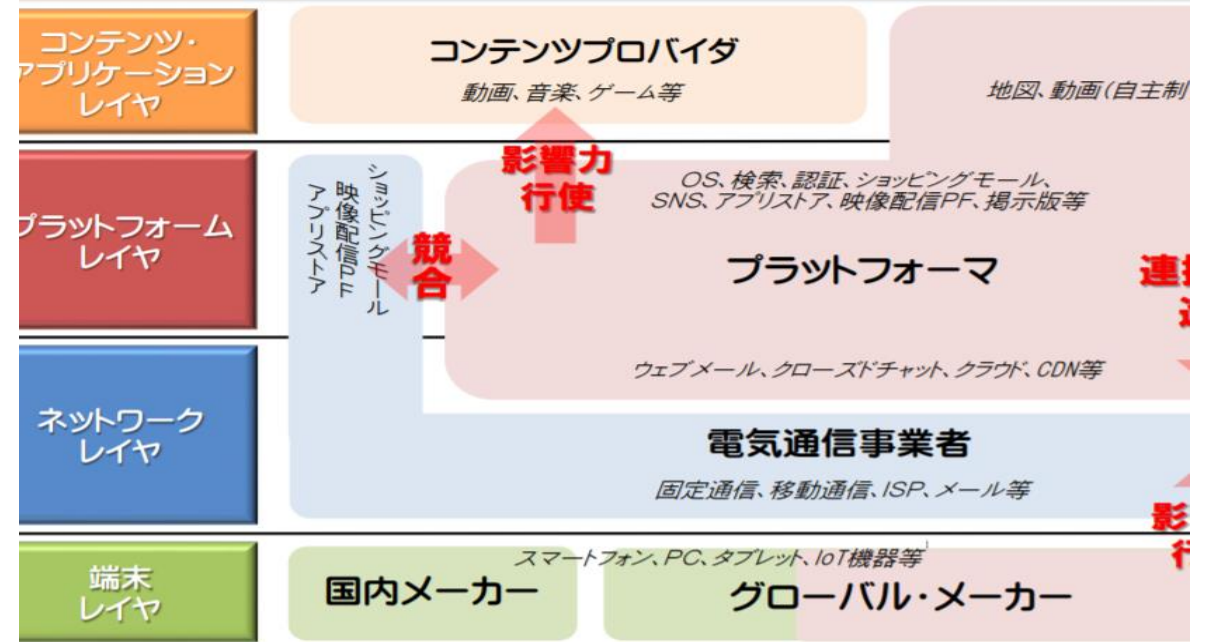 コンテンツ・
アプリケーション
レイヤ
コンテンツプロバイダ
動画、音楽、ゲーム等
地図、動画(自主制
影響力
行使
プラットフォーム
レイヤ
ショッピングモール
映像配信PF
アプリストア
競
合
OS、検索、認証、ショッピングモール、
SNS、アプリストア、映像配信PF、掲示版等
プラットフォーマ
ウェブメール、クローズドチャット、クラウド、CDN等
ネットワーク
レイヤ
電気通信事業者
固定通信、移動通信、ISP、メール等
影
行
端末
レイヤ
スマートフォン、PC、タブレット、IoT機器等
国内メーカー
グローバル・メーカー